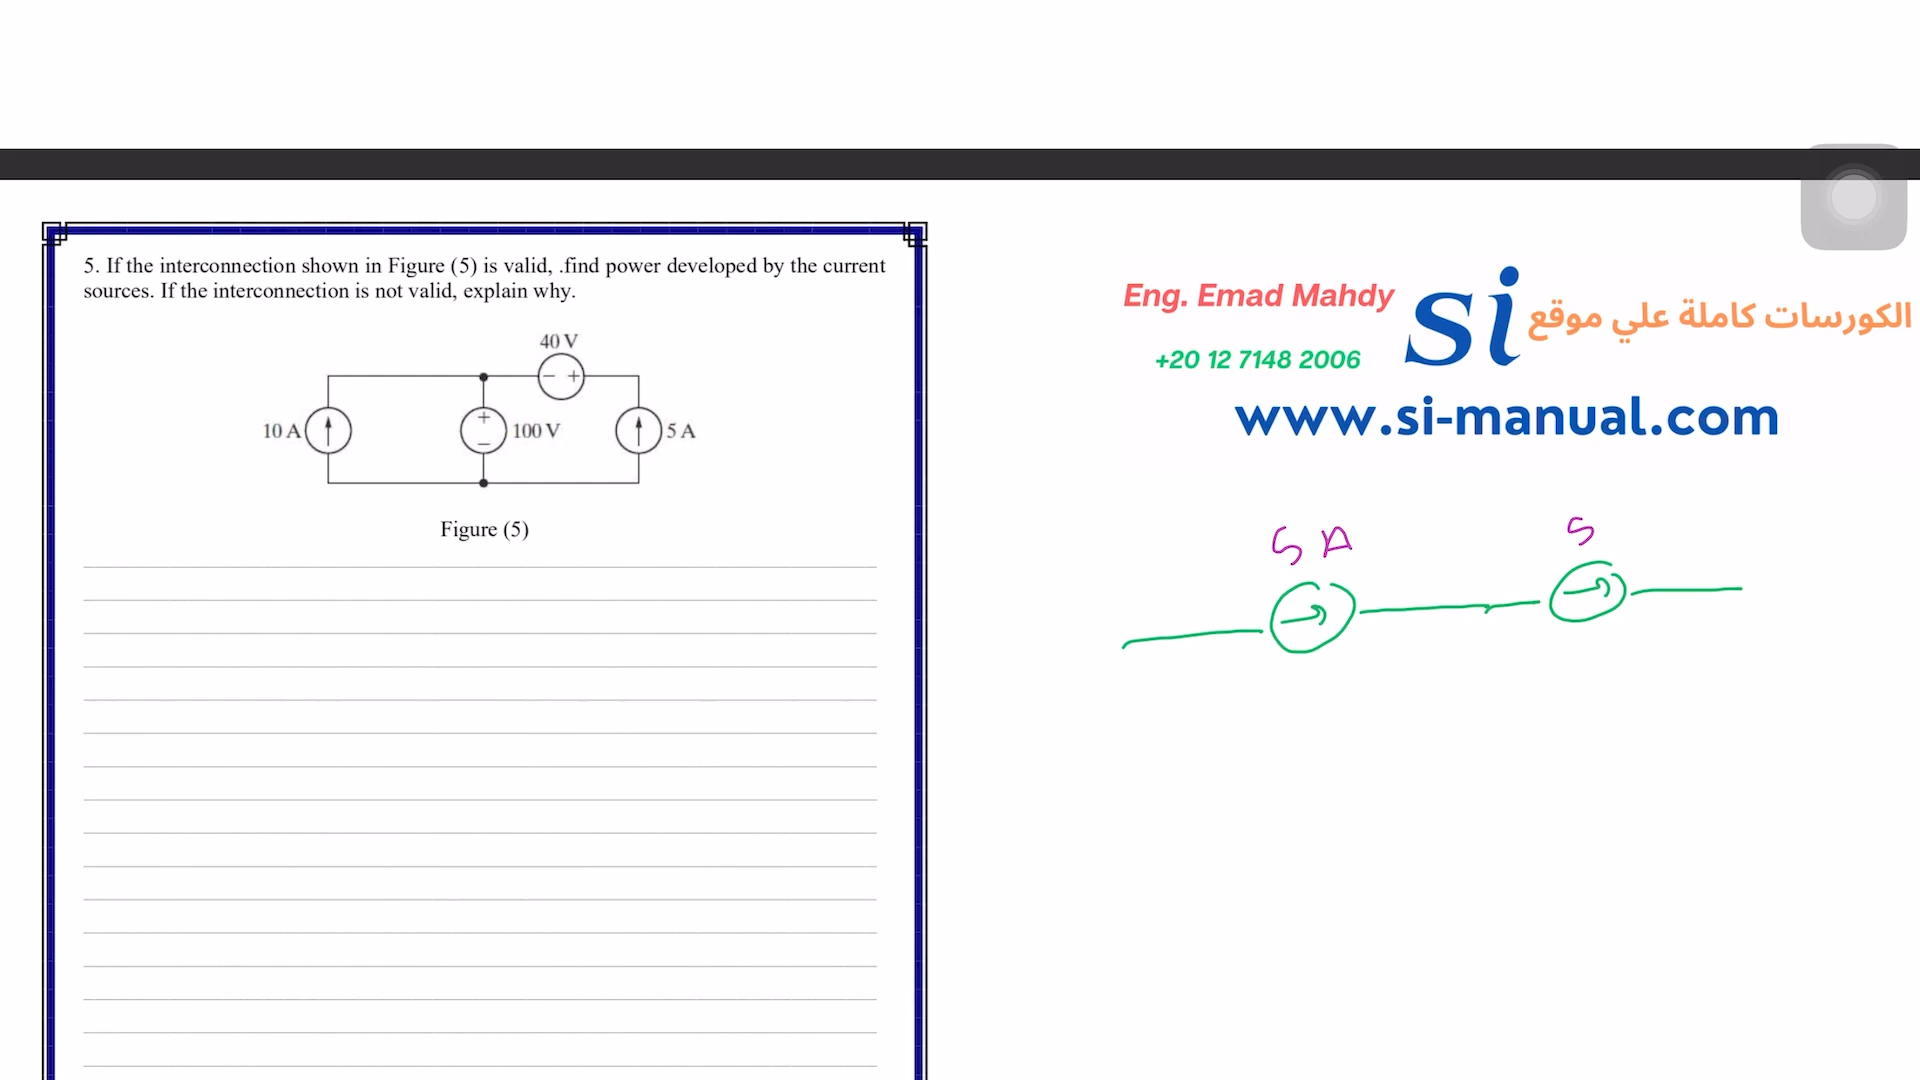 5. If the interconnection shown in Figure (5) is valid, .find power developed by the current
sources. If the interconnection is not valid, explain why.
40 V
− +
10 A
+
−
100 V
5 A
Figure (5)
Eng. Emad Mahdy
+20 12 7148 2006
si
الكورسات كاملة علي موقع
www.si-manual.com
5 A
5